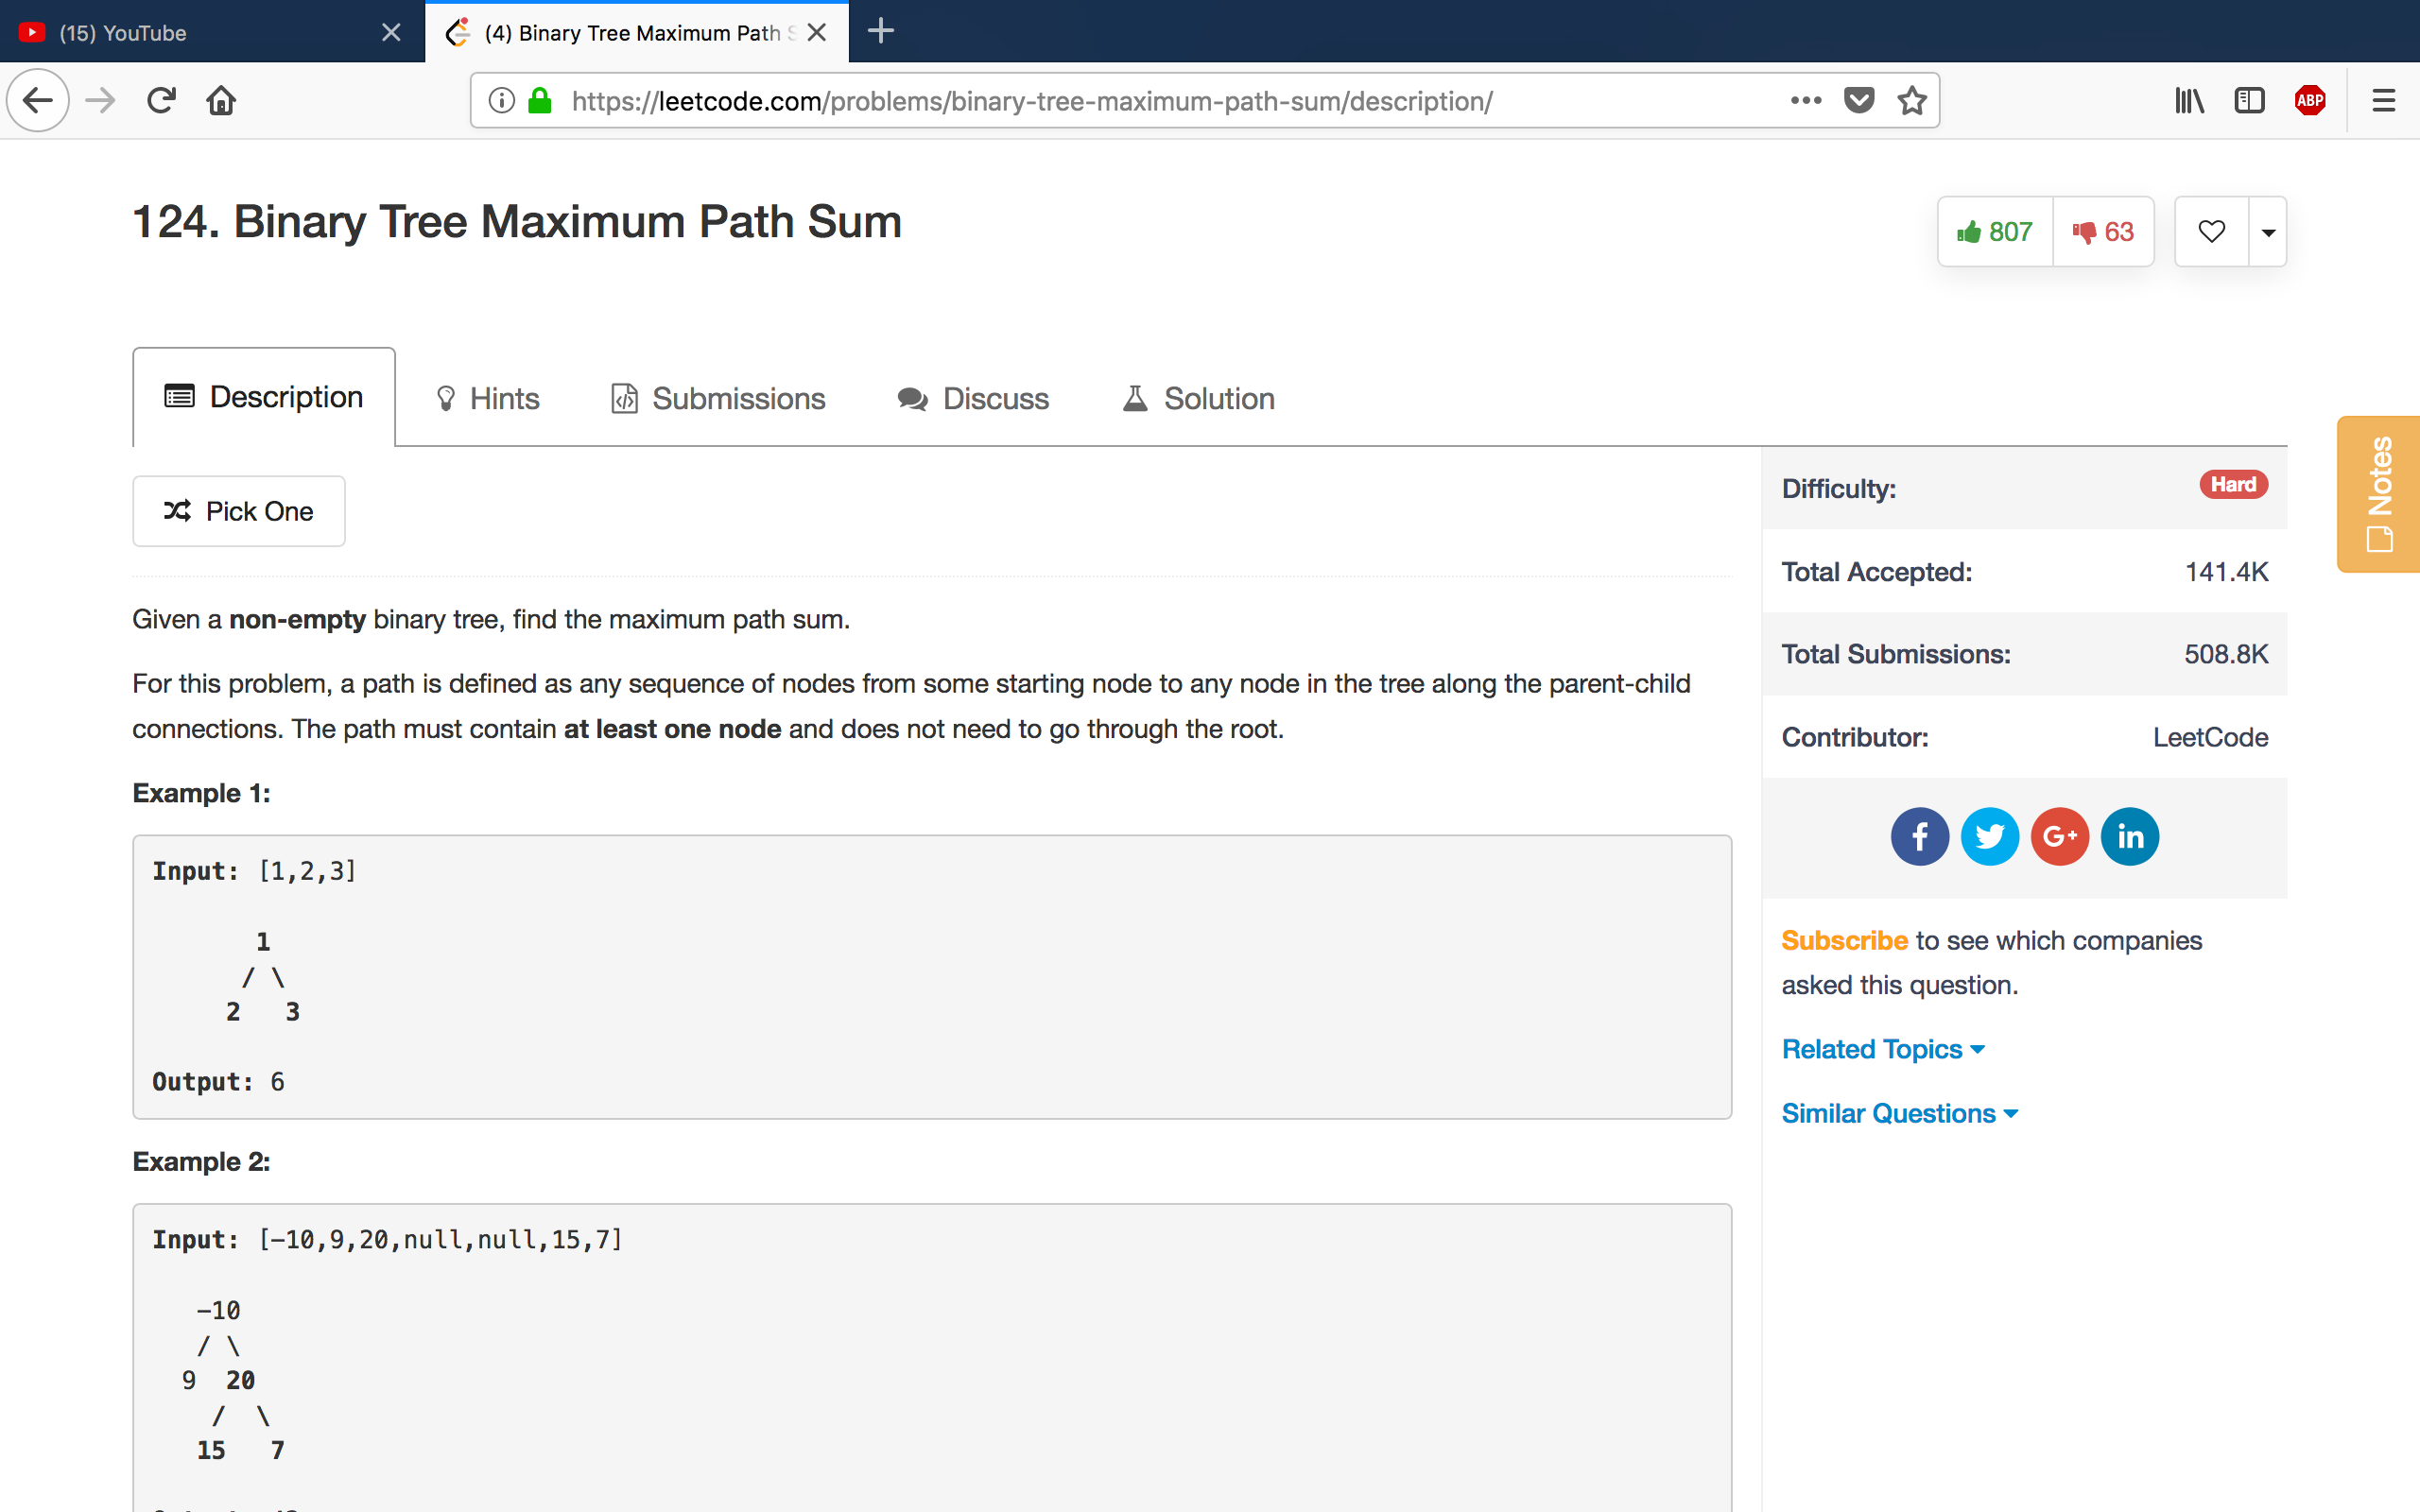 (15) YouTube
(4) Binary Tree Maximum Path
https://leetcode.com/problems/binary-tree-maximum-path-sum/description/
ABP
124. Binary Tree Maximum Path Sum
807
63
Description
Hints
Submissions
Discuss
Solution
Notes
Pick One
Given a non-empty binary tree, find the maximum path sum.
For this problem, a path is defined as any sequence of nodes from some starting node to any node in the tree along the parent-child
connections. The path must contain at least one node and does not need to go through the root.
Example 1:
Input: [1,2,3]
1
/ \
2 3
Output: 6
Example 2:
Input: [-10,9,20,null,null,15,7]
-10
/ \
9 20
/ \
15 7
Difficulty: Hard
Total Accepted: 141.4K
Total Submissions: 508.8K
Contributor: LeetCode
f
G+
in
Subscribe to see which companies
asked this question.
Related Topics
Similar Questions